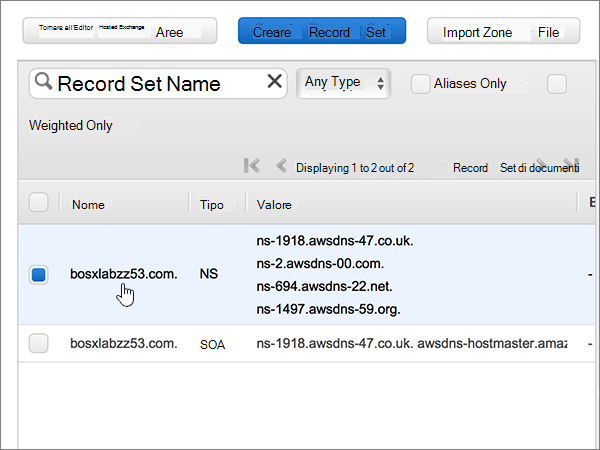 Tornare all'Editor Hosted Exchange Aree Creare Record Set Import Zone File
Record Set Name Any Type Aliases Only
Weighted Only
Displaying 1 to 2 out of 2 Record Set di documenti
Nome Tipo Valore E
bosxlabzz53.com. NS ns-1918.awsdns-47.co.uk. -
ns-2.awsdns-00.com.
ns-694.awsdns-22.net.
ns-1497.awsdns-59.org.
bosxlabzz53.com. SOA ns-1918.awsdns-47.co.uk. awsdns-hostmaster.amaz -